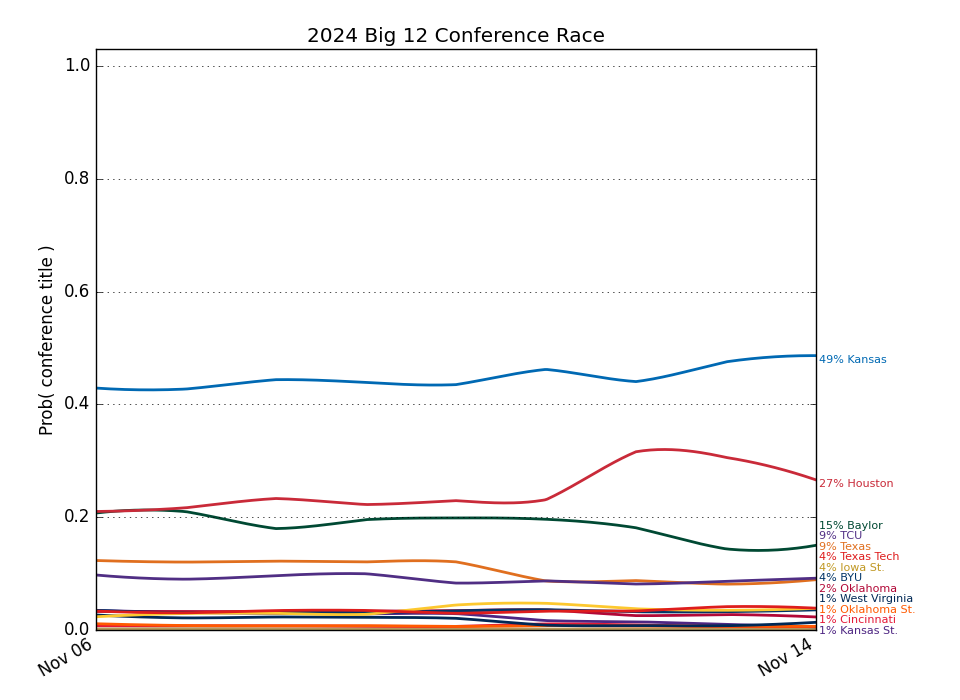 2024 Big 12 Conference Race
Prob( conference title )
1.0
0.8
0.6
0.4
0.2
0.0
Nov 06
Nov 14
49% Kansas
27% Houston
15% Baylor
9% TCU
9% Texas
4% Texas Tech
4% Iowa St.
4% BYU
2% Oklahoma
1% West Virginia
1% Oklahoma St.
1% Cincinnati
1% Kansas St.